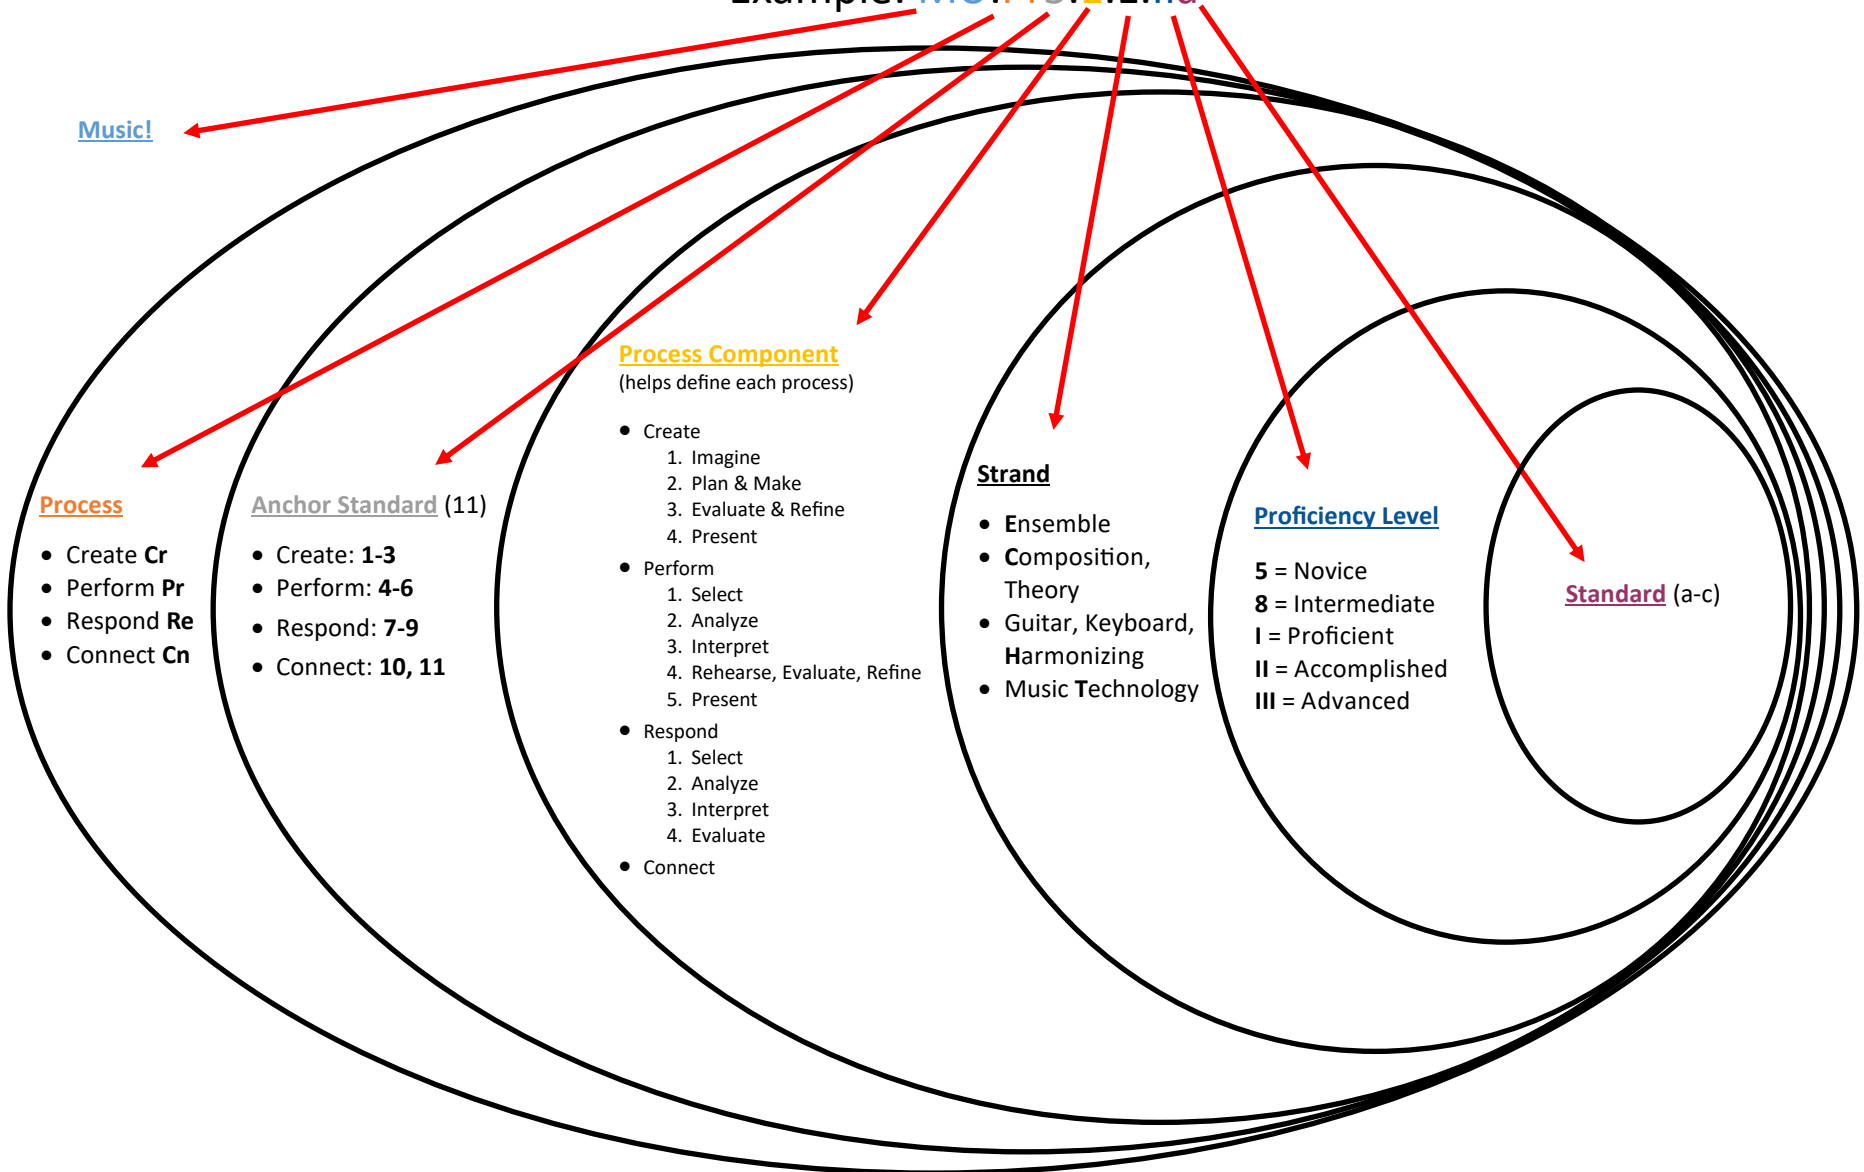 Example:
Music!
Process
• Create Cr
• Perform Pr
• Respond Re
• Connect Cn
Anchor Standard (11)
• Create: 1-3
• Perform: 4-6
• Respond: 7-9
• Connect: 10, 11
Process Component
(helps define each process)
• Create
1. Imagine
2. Plan & Make
3. Evaluate & Refine
4. Present
• Perform
1. Select
2. Analyze
3. Interpret
4. Rehearse, Evaluate, Refine
5. Present
• Respond
1. Select
2. Analyze
3. Interpret
4. Evaluate
• Connect
Strand
• Ensemble
• Composition,
Theory
• Guitar, Keyboard,
Harmonizing
• Music Technology
Proficiency Level
5 = Novice
8 = Intermediate
I = Proficient
II = Accomplished
III = Advanced
Standard (a-c)